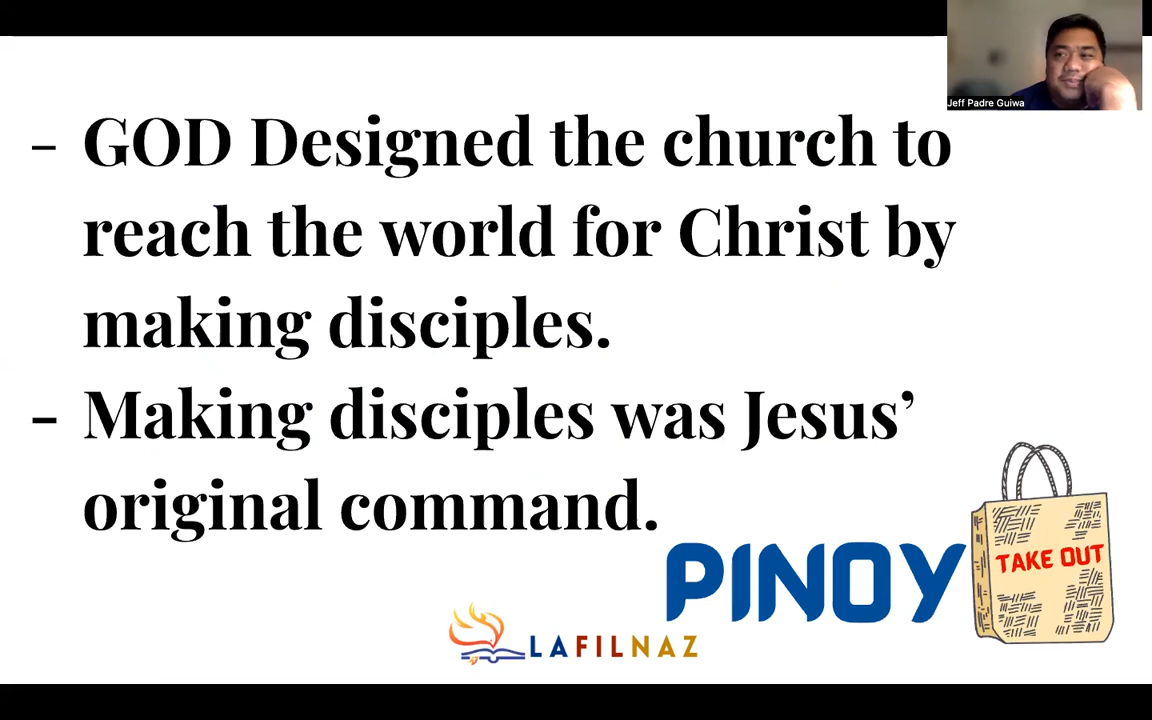 Jeff Padre Guiwa
- GOD Designed the church to
reach the world for Christ by
making disciples.
- Making disciples was Jesus’
original command.
PINOY
TAKE OUT
LAFILNAZ